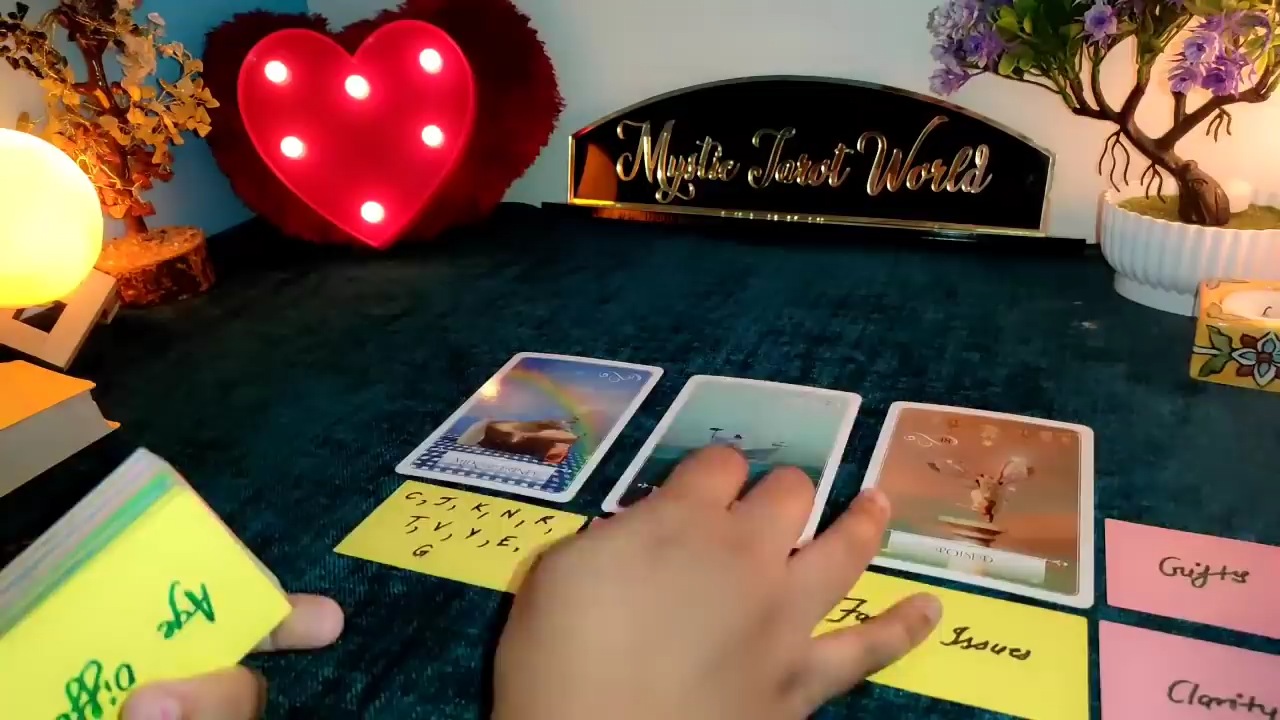 Mystic Tarot World
POISED
C, J, K, N, R,
T, V, Y, E,
G
Issues
Gifts
Clarity
Age